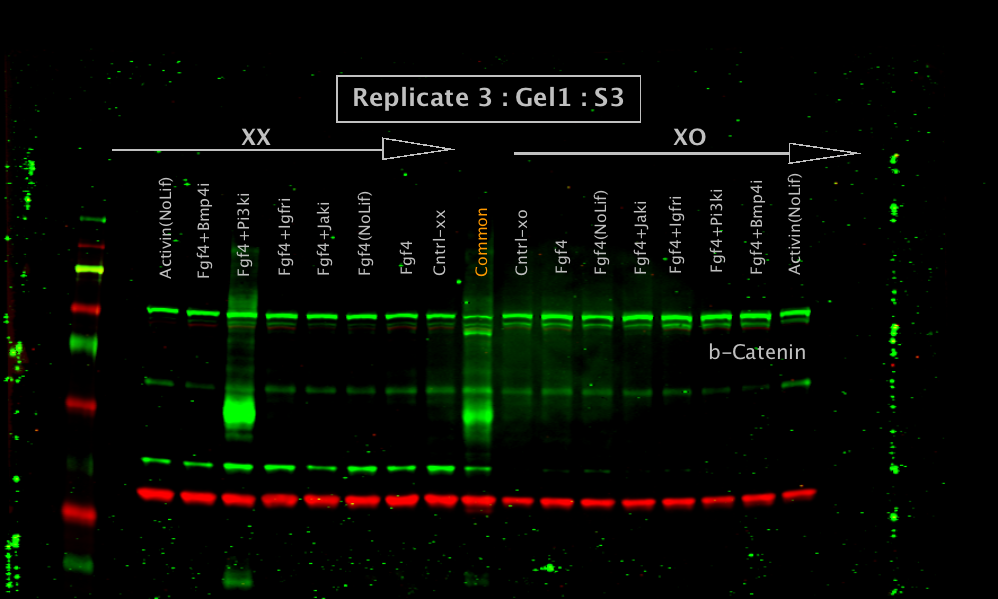 Replicate 3 : Gel1 : S3
XX
XO
Activin(NoLif)
Fgf4+Bmp4i
Fgf4+Pi3ki
Fgf4+Igfri
Fgf4+Jaki
Fgf4(NoLif)
Fgf4
Cntrl-xx
Common
Cntrl-xo
Fgf4
Fgf4(NoLif)
Fgf4+Jaki
Fgf4+Igfri
Fgf4+Pi3ki
Fgf4+Bmp4i
Activin(NoLif)
b-Catenin